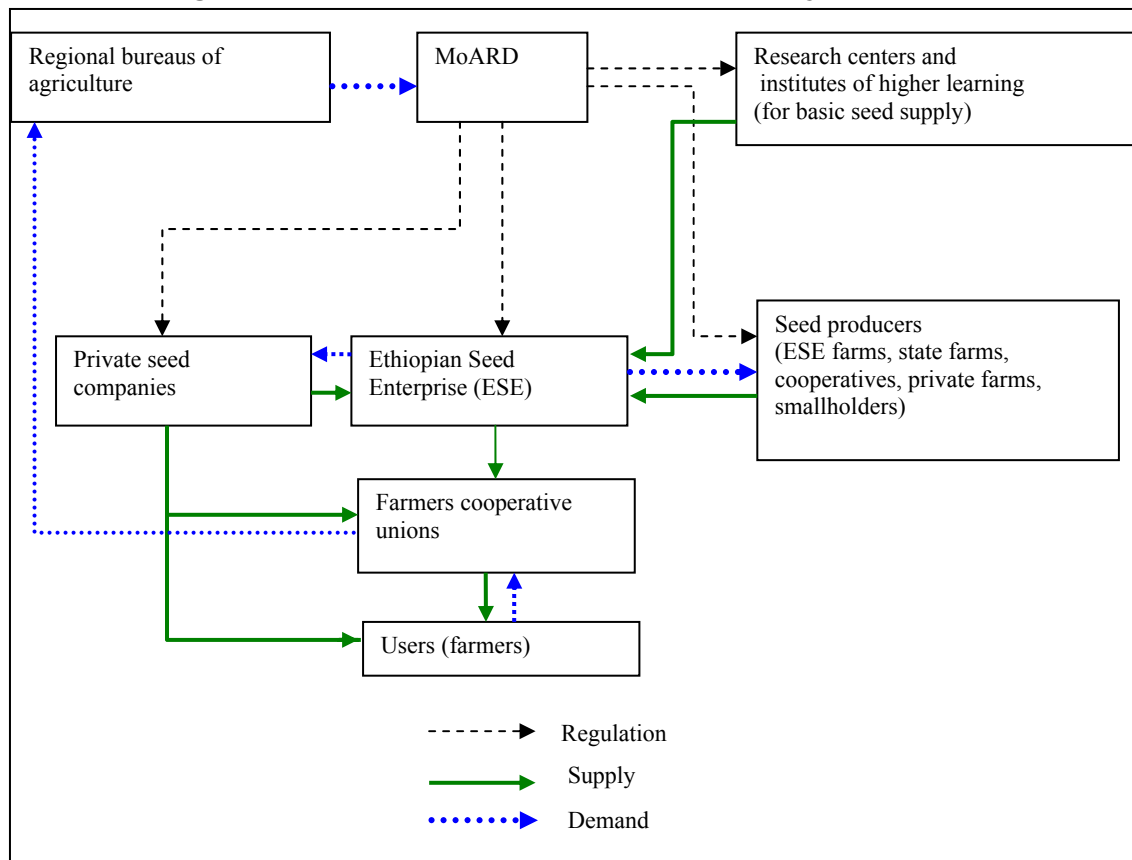 Regional bureaus of
agriculture
MoARD
Research centers and
institutes of higher learning
(for basic seed supply)
Private seed
companies
Ethiopian Seed
Enterprise (ESE)
Seed producers
(ESE farms, state farms,
cooperatives, private farms,
smallholders)
Farmers cooperative
unions
Users (farmers)
Regulation
Supply
Demand